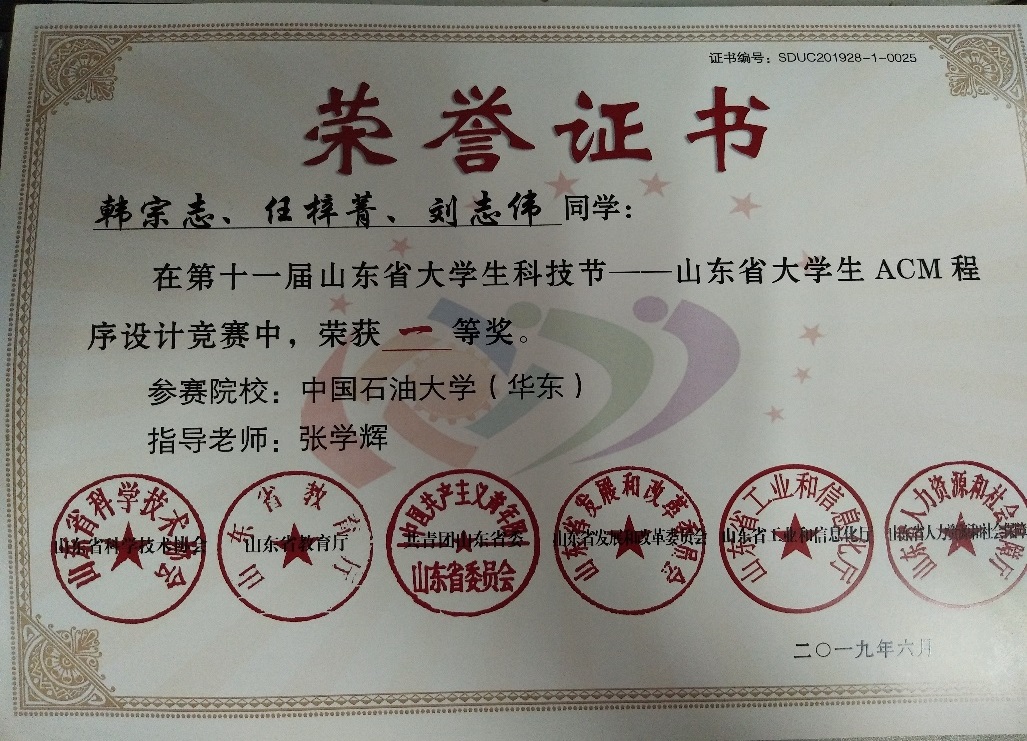 证书编号：SDUC201928-1-0025
荣誉证书
韩宗志、任梓菁、刘志伟 同学：
在第十一届山东省大学生科技节——山东省大学生 ACM 程
序设计竞赛中，荣获 一 等奖。
参赛院校：中国石油大学（华东）
指导老师：张学辉
山东省科学技术协会
山东省科学技术协会
山东省教育厅
山东省教育厅
中国共产主义青年团
共青团山东省委
山东省委员会
山东省发展和改革委员会
山东省发展和改革委员会
山东省工业和信息化厅
山东省工业和信息化厅
山东省人力资源和社会保障厅
山东省人力资源和社会保障
二〇一九年六月